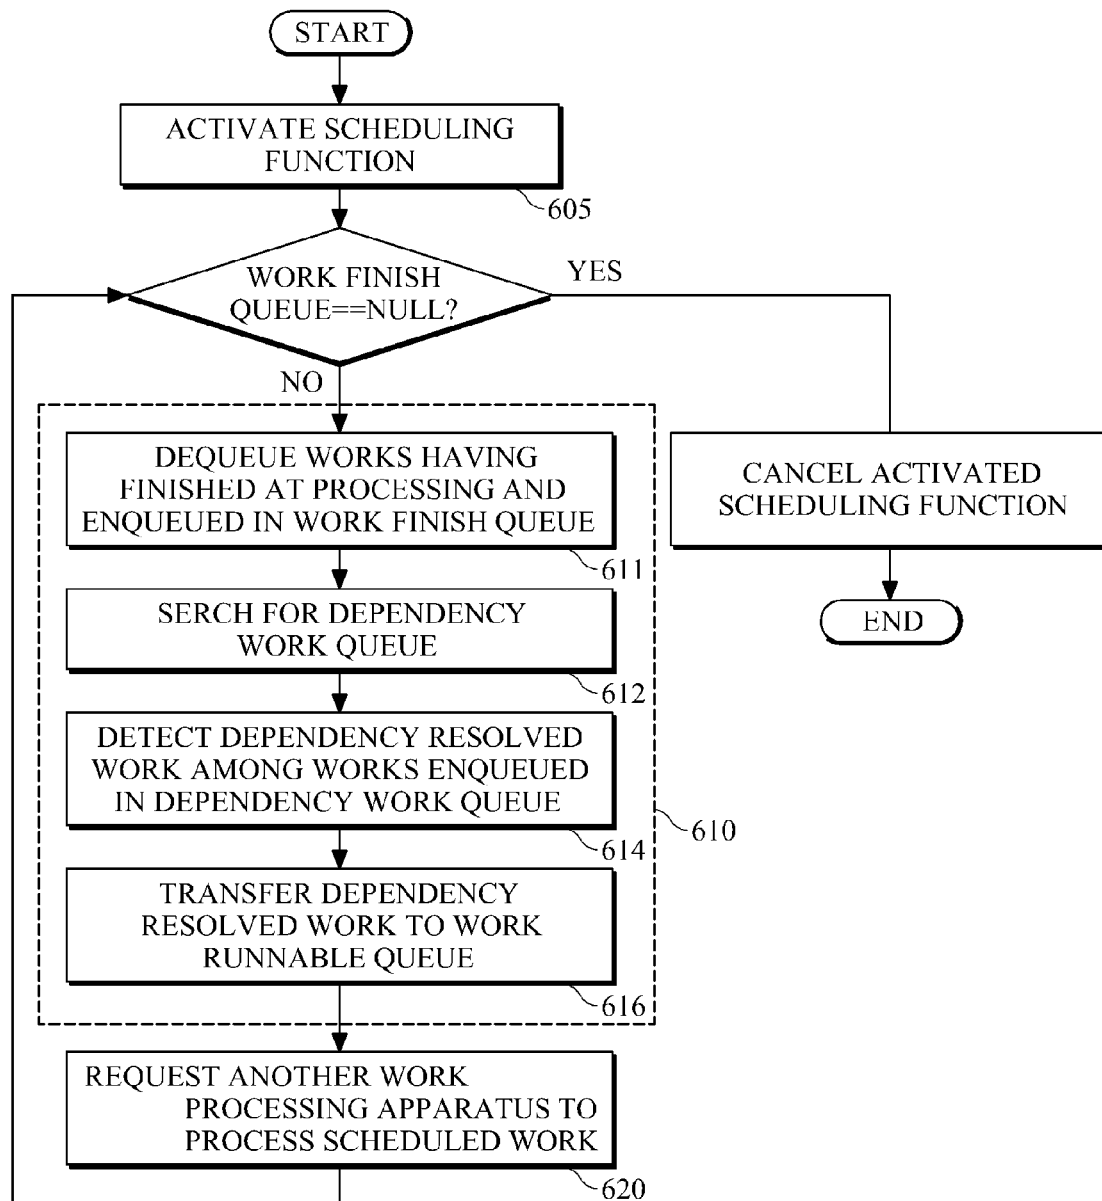 START
ACTIVATE SCHEDULING
FUNCTION
605
WORK FINISH
QUEUE==NULL?
YES
NO
DEQUEUE WORKS HAVING
FINISHED AT PROCESSING AND
ENQUEUED IN WORK FINISH QUEUE
611
CANCEL ACTIVATED
SCHEDULING FUNCTION
END
SERCH FOR DEPENDENCY
WORK QUEUE
612
DETECT DEPENDENCY RESOLVED
WORK AMONG WORKS ENQUEUED
IN DEPENDENCY WORK QUEUE
614
610
TRANSFER DEPENDENCY
RESOLVED WORK TO WORK
RUNNABLE QUEUE
616
REQUEST ANOTHER WORK
PROCESSING APPARATUS TO
PROCESS SCHEDULED WORK
620